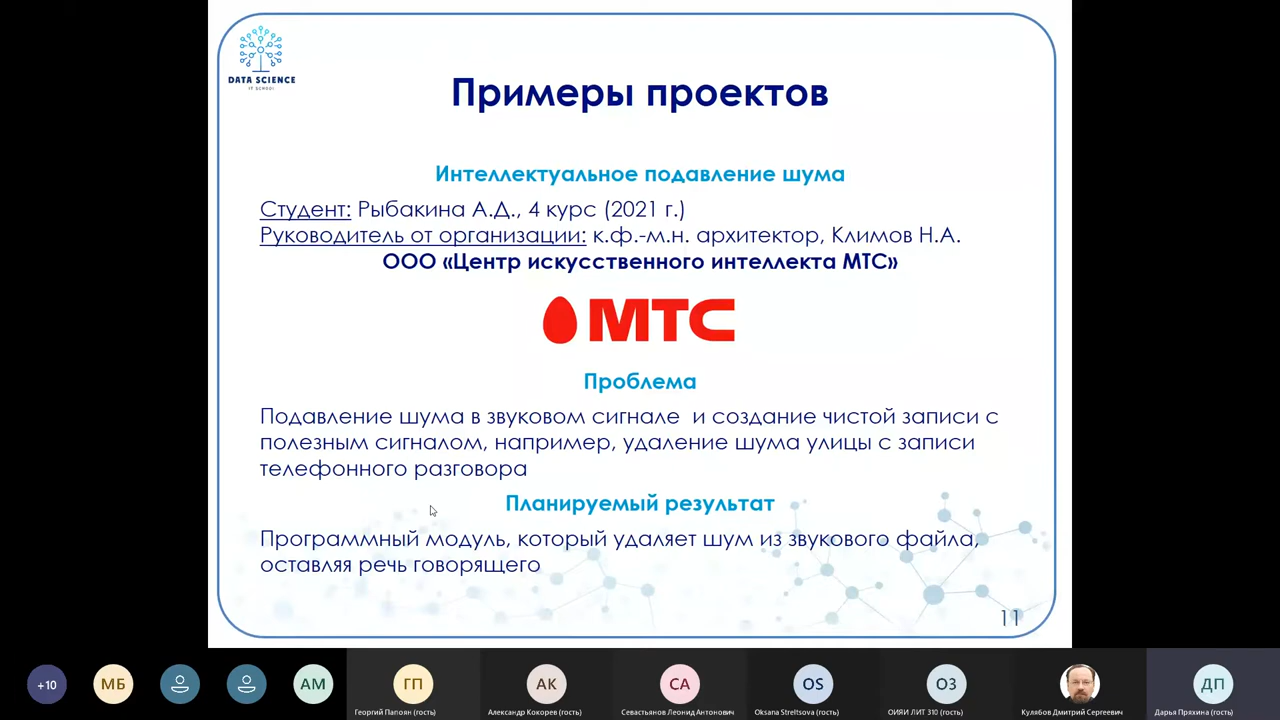 DATA SCIENCE
IT SCHOOL
Примеры проектов
Интеллектуальное подавление шума
Студент: Рыбакина А.Д., 4 курс (2021 г.)
Руководитель от организации: к.ф.-м.н. архитектор, Климов Н.А.
ООО «Центр искусственного интеллекта МТС»
МТС
Проблема
Подавление шума в звуковом сигнале и создание чистой записи с
полезным сигналом, например, удаление шума улицы с записи
телефонного разговора
Планируемый результат
Программный модуль, который удаляет шум из звукового файла,
оставляя речь говорящего
11
+10
МБ
АМ
ГП
АК
СА
OS
ОЗ
ДП
Георгий Папоян (гость)
Александр Кокорев (гость)
Севастьянов Леонид Антонович
Oksana Streltsova (гость)
ОИЯИ ЛИТ 310 (гость)
Кулябов Дмитрий Сергеевич
Дарья Пряхина (гость)